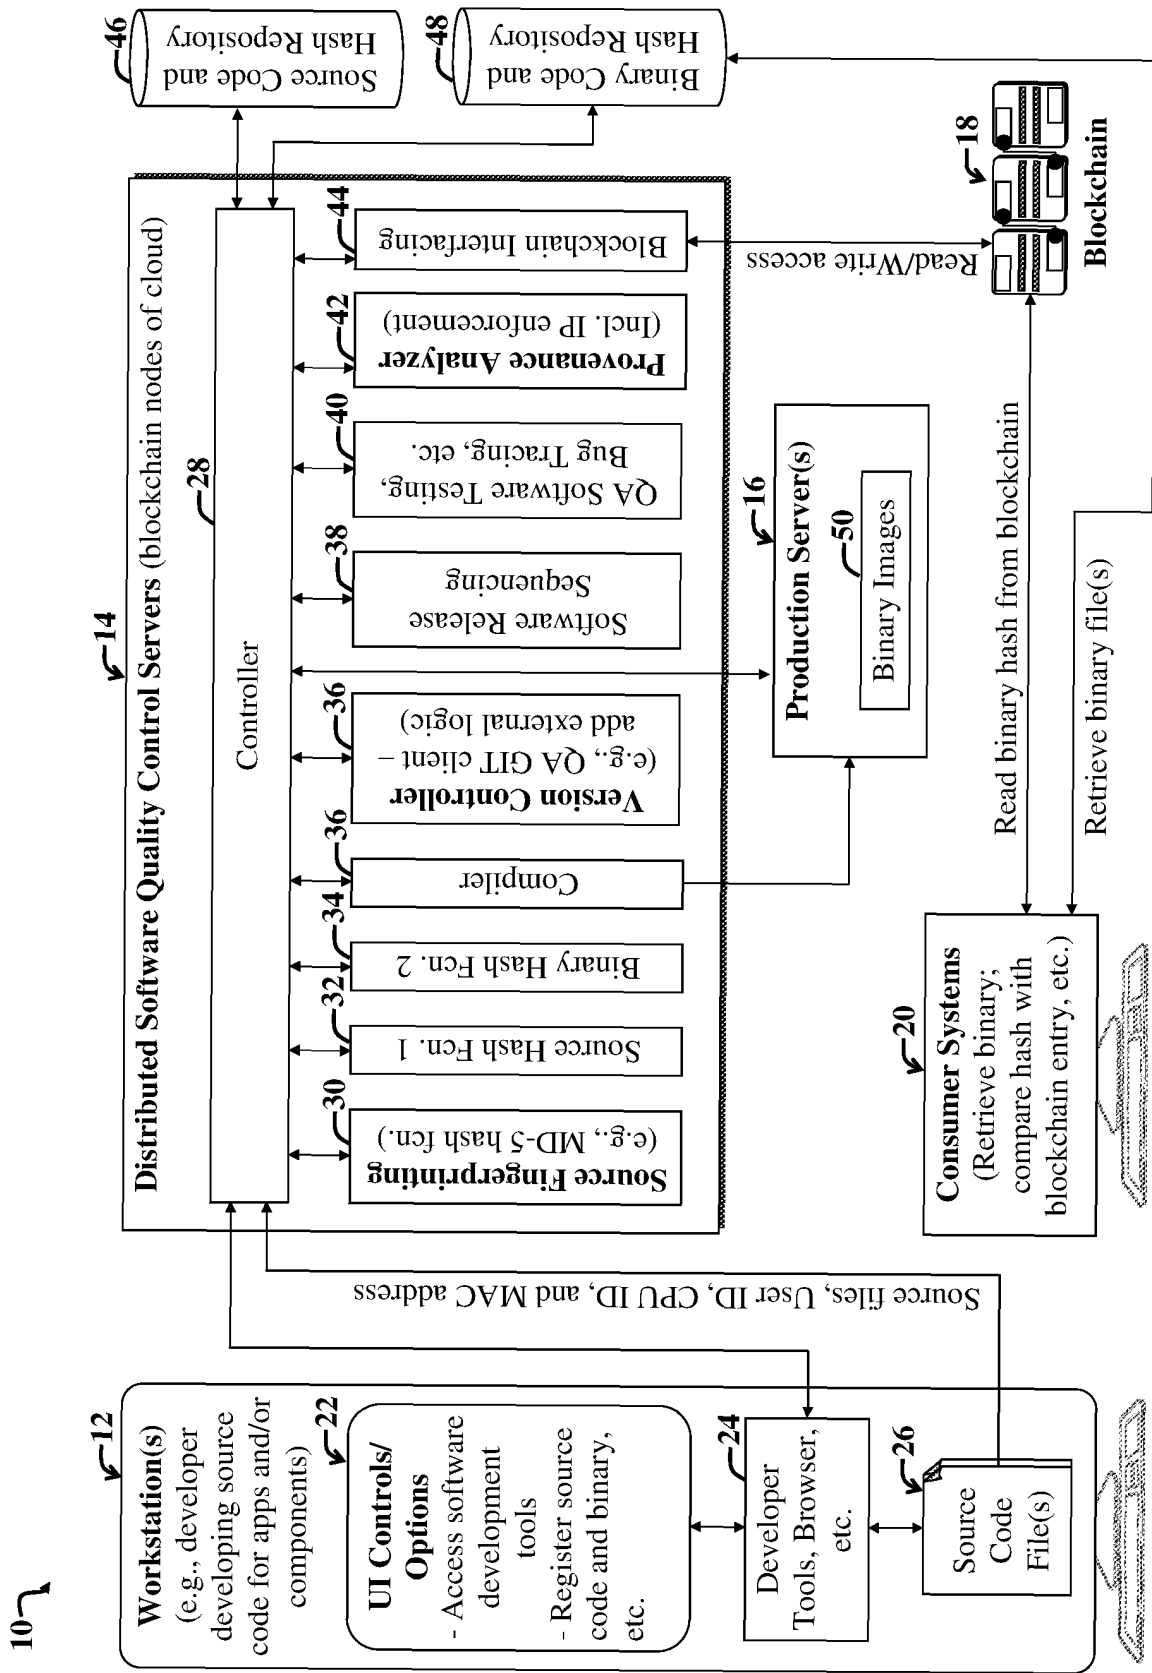 10
12
Workstation(s)
(e.g., developer
developing source
code for apps and/or
components)
22
UI Controls/
Options
- Access software
development
tools
- Register source
code and binary,
etc.
24
Developer
Tools, Browser,
etc.
26
Source
Code
File(s)
Source files, User ID, CPU ID, and MAC address
14
Distributed Software Quality Control Servers (blockchain nodes of cloud)
28
Controller
30
Source Fingerprinting
(e.g., MD-5 hash fcn.)
32
Source Hash Fcn. 1
34
Binary Hash Fcn. 2
36
Compiler
36
Version Controller
(e.g., QA GIT client –
add external logic)
38
Software Release
Sequencing
40
QA Software Testing,
Bug Tracing, etc.
42
Provenance Analyzer
(Incl. IP enforcement)
44
Blockchain Interfacing
46
Source Code and
Hash Repository
48
Binary Code and
Hash Repository
16
Production Server(s)
50
Binary Images
Read/Write access
18
Blockchain
20
Consumer Systems
(Retrieve binary;
compare hash with
blockchain entry, etc.)
Read binary hash from blockchain
Retrieve binary file(s)